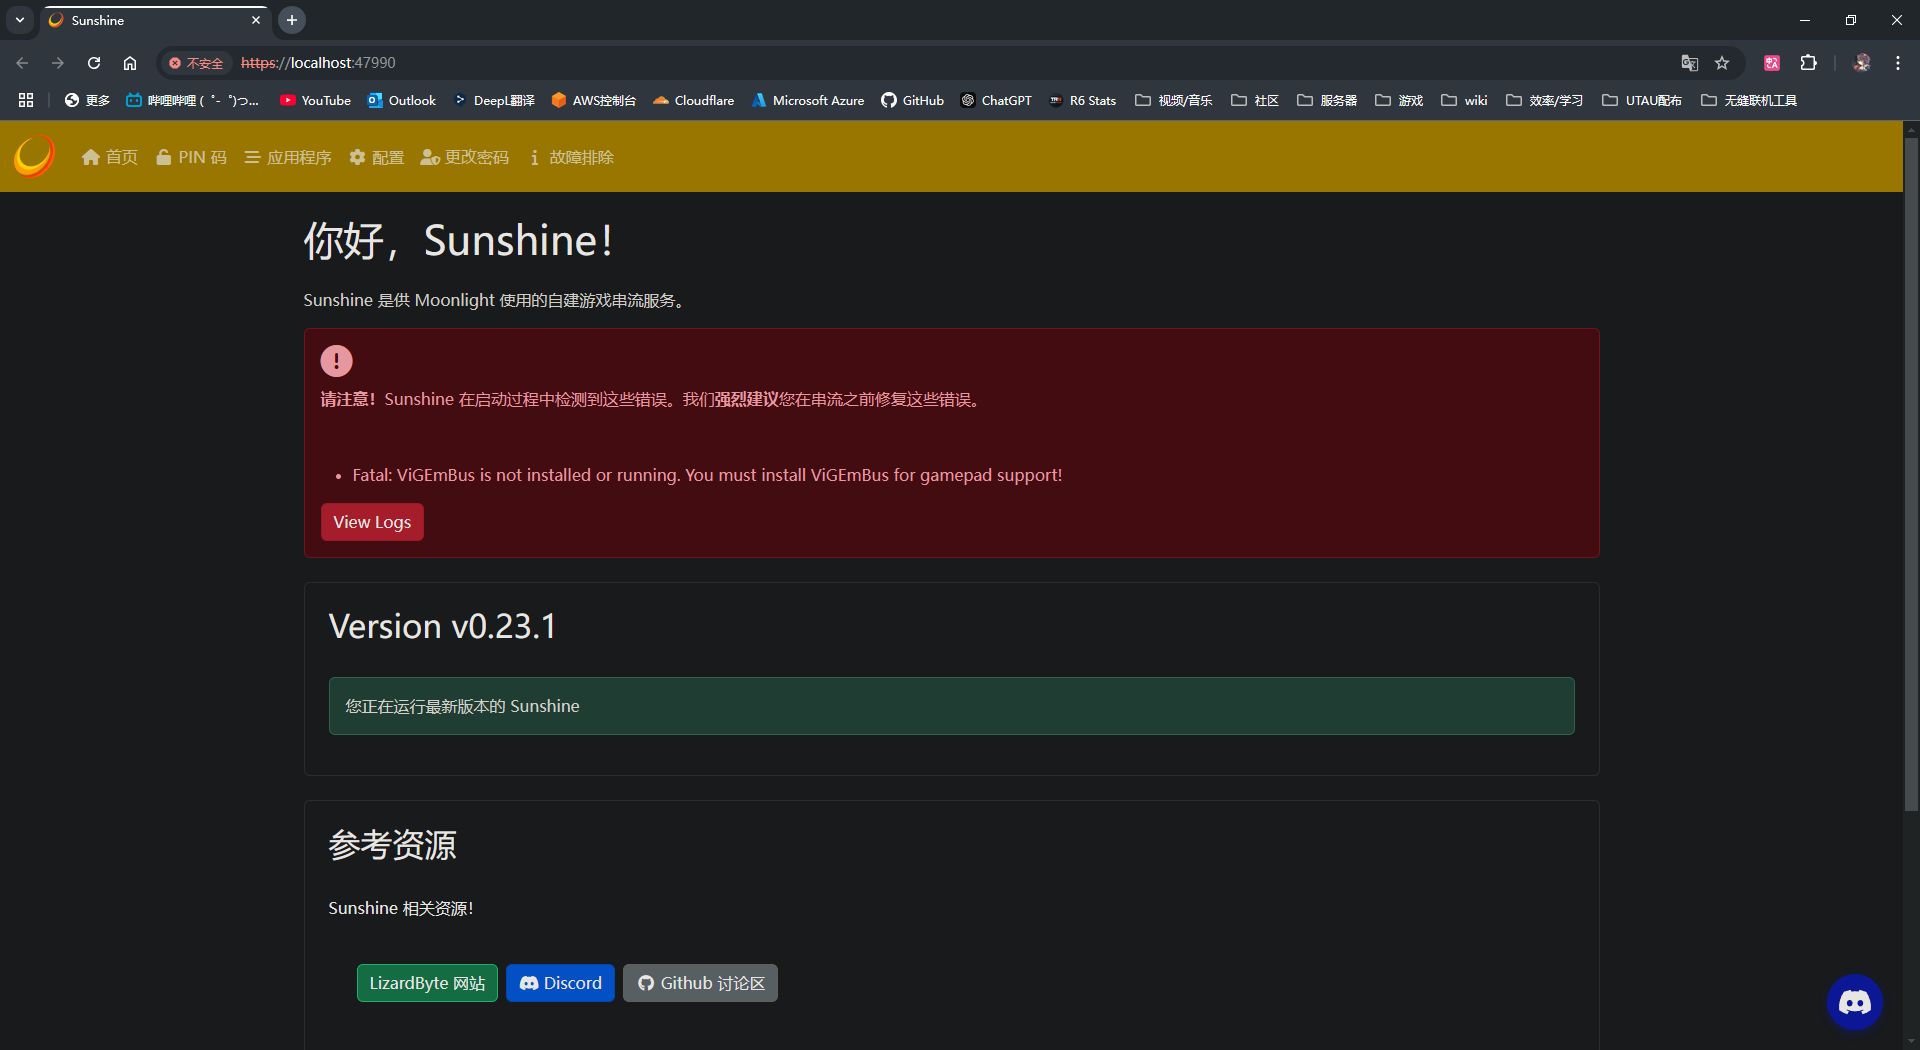 Sunshine
不安全 https://localhost:47990
更多 哔哩哔哩 (゜-゜)つ... YouTube Outlook DeepL翻译 AWS控制台 Cloudflare Microsoft Azure GitHub ChatGPT R6 Stats 视频/音乐 社区 服务器 游戏 wiki 效率/学习 UTAU配布 无缝联机工具
首页 PIN 码 应用程序 配置 更改密码 故障排除
你好，Sunshine！
Sunshine 是供 Moonlight 使用的自建游戏串流服务。
请注意！Sunshine 在启动过程中检测到这些错误。我们强烈建议您在串流之前修复这些错误。
• Fatal: ViGEmBus is not installed or running. You must install ViGEmBus for gamepad support!
View Logs
Version v0.23.1
您正在运行最新版本的 Sunshine
参考资源
Sunshine 相关资源！
LizardByte 网站 Discord Github 讨论区